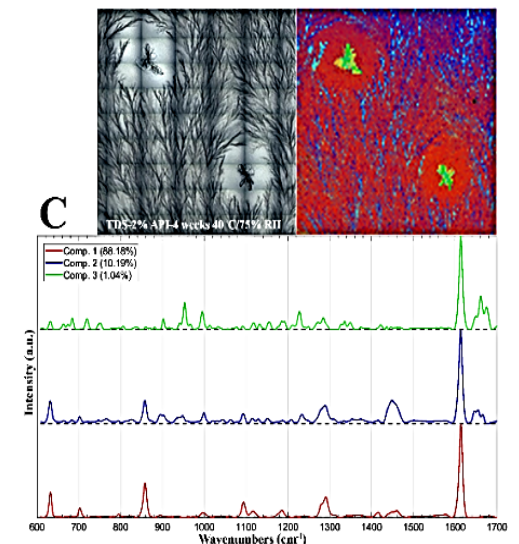 C
TDS-2% API-4 weeks 40°C/75% RH
Comp. 1 (88.18%)
Comp. 2 (10.19%)
Comp. 3 (1.04%)
Intensity (a.u.)
600 700 800 900 1000 1100 1200 1300 1400 1500 1600 1700
Wavenumbers (cm⁻¹)